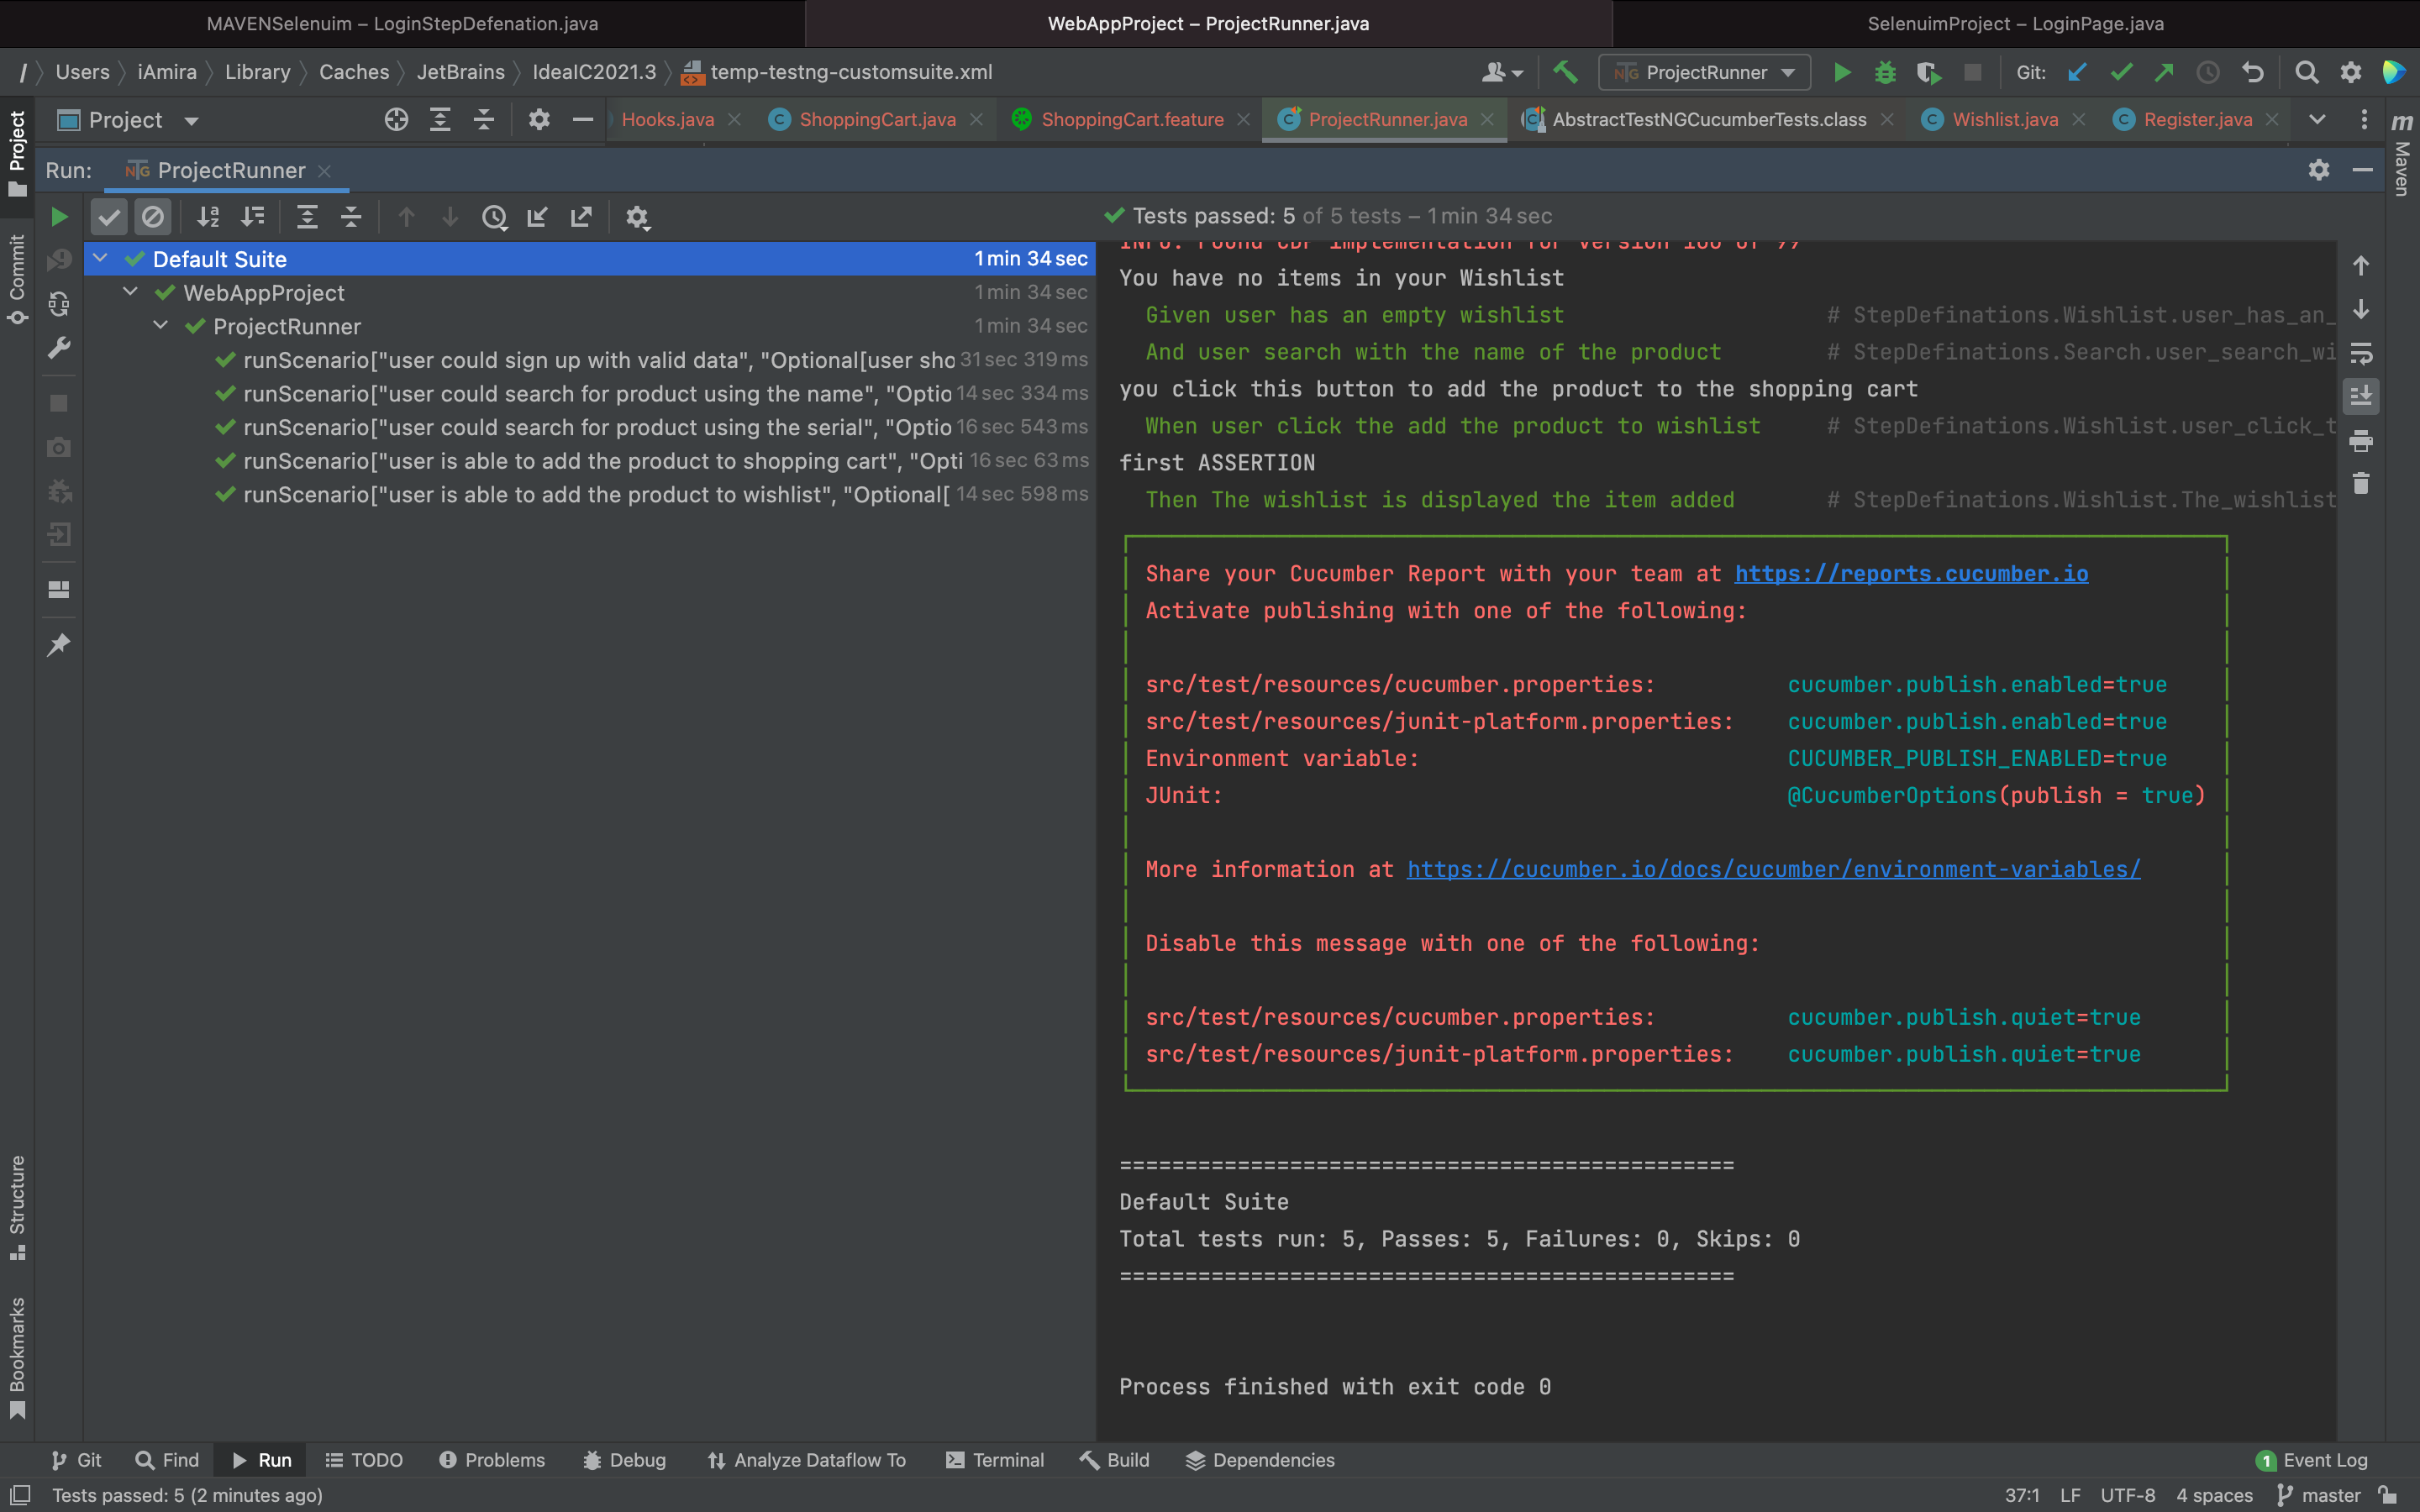 MAVENSelenuim – LoginStepDefenation.java
WebAppProject – ProjectRunner.java
SelenuimProject – LoginPage.java
/ Users iAmira Library Caches JetBrains IdeaIC2021.3 temp-testng-customsuite.xml
ProjectRunner
Git:
Project
Hooks.java
ShoppingCart.java
ShoppingCart.feature
ProjectRunner.java
AbstractTestNGCucumberTests.class
Wishlist.java
Register.java
Maven
Project
Commit
Structure
Bookmarks
Run: ProjectRunner
Tests passed: 5 of 5 tests – 1 min 34 sec
Default Suite 1 min 34 sec
WebAppProject 1 min 34 sec
ProjectRunner 1 min 34 sec
runScenario["user could sign up with valid data", "Optional[user sho 31 sec 319 ms
runScenario["user could search for product using the name", "Optio 14 sec 334 ms
runScenario["user could search for product using the serial", "Optio 16 sec 543 ms
runScenario["user is able to add the product to shopping cart", "Opti 16 sec 63 ms
runScenario["user is able to add the product to wishlist", "Optional[ 14 sec 598 ms
INFO: Found CDP implementation for version 100 of 99
You have no items in your Wishlist
Given user has an empty wishlist # StepDefinations.Wishlist.user_has_an_
And user search with the name of the product # StepDefinations.Search.user_search_wi
you click this button to add the product to the shopping cart
When user click the add the product to wishlist # StepDefinations.Wishlist.user_click_t
first ASSERTION
Then The wishlist is displayed the item added # StepDefinations.Wishlist.The_wishlist
Share your Cucumber Report with your team at https://reports.cucumber.io
Activate publishing with one of the following:
src/test/resources/cucumber.properties: cucumber.publish.enabled=true
src/test/resources/junit-platform.properties: cucumber.publish.enabled=true
Environment variable: CUCUMBER_PUBLISH_ENABLED=true
JUnit: @CucumberOptions(publish = true)
More information at https://cucumber.io/docs/cucumber/environment-variables/
Disable this message with one of the following:
src/test/resources/cucumber.properties: cucumber.publish.quiet=true
src/test/resources/junit-platform.properties: cucumber.publish.quiet=true
===============================================
Default Suite
Total tests run: 5, Passes: 5, Failures: 0, Skips: 0
===============================================
Process finished with exit code 0
Git Find Run TODO Problems Debug Analyze Dataflow To Terminal Build Dependencies 1 Event Log
Tests passed: 5 (2 minutes ago) 37:1 LF UTF-8 4 spaces master